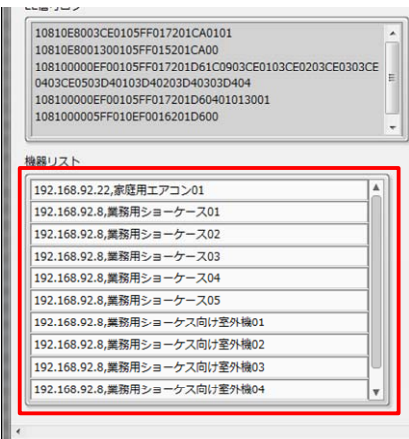 10810E8003CE0105FF017201CA0101
10810E8001300105FF015201CA00
108100000EF00105FF017201D61C0903CE0103CE0203CE0303CE
0403CE0503D40103D40203D40303D404
108100000EF00105FF017201D60401013001
1081000005FF010EF0016201D600
機器リスト
192.168.92.22,家庭用エアコン01
192.168.92.8,業務用ショーケース01
192.168.92.8,業務用ショーケース02
192.168.92.8,業務用ショーケース03
192.168.92.8,業務用ショーケース04
192.168.92.8,業務用ショーケース05
192.168.92.8,業務用ショーケス向け室外機01
192.168.92.8,業務用ショーケス向け室外機02
192.168.92.8,業務用ショーケス向け室外機03
192.168.92.8,業務用ショーケス向け室外機04